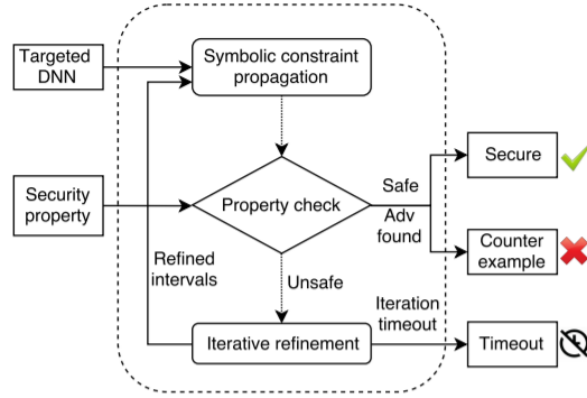 Targeted
DNN
Symbolic constraint
propagation
Security
property
Property check
Safe
Adv
found
Secure
Counter
example
Refined
intervals
Unsafe
Iteration
timeout
Iterative refinement
Timeout